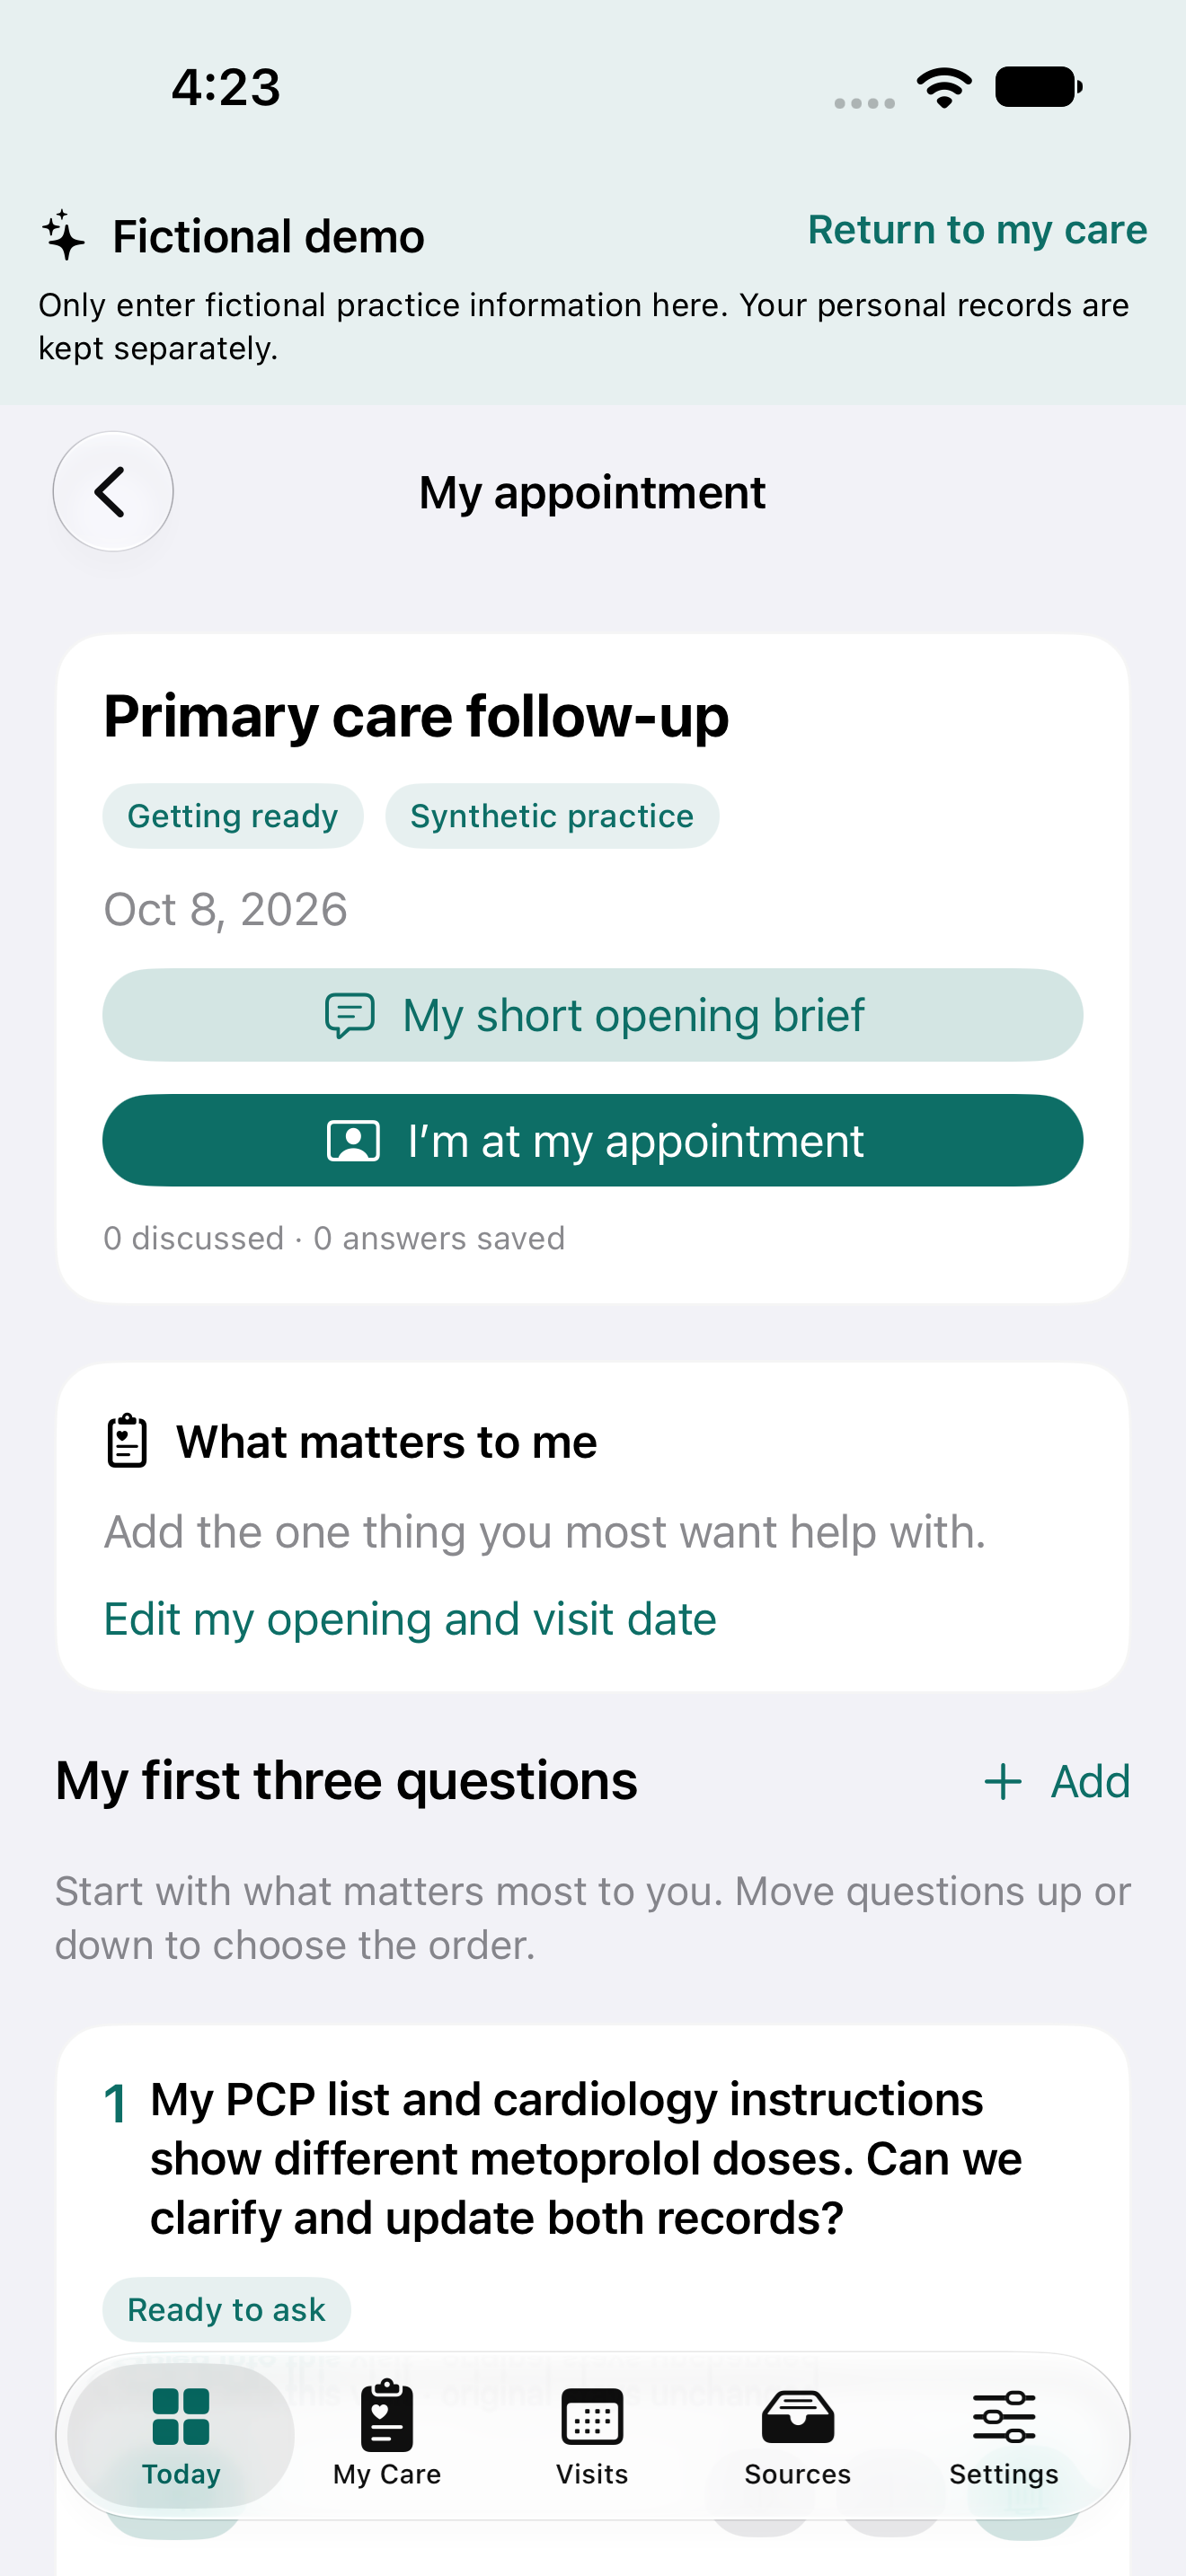 4:23
Fictional demo
Return to my care
Only enter fictional practice information here. Your personal records are
kept separately.
My appointment
Primary care follow-up
Getting ready
Synthetic practice
Oct 8, 2026
My short opening brief
I'm at my appointment
0 discussed · 0 answers saved
What matters to me
Add the one thing you most want help with.
Edit my opening and visit date
My first three questions
+ Add
Start with what matters most to you. Move questions up or
down to choose the order.
1 My PCP list and cardiology instructions
show different metoprolol doses. Can we
clarify and update both records?
Ready to ask
Today
My Care
Visits
Sources
Settings